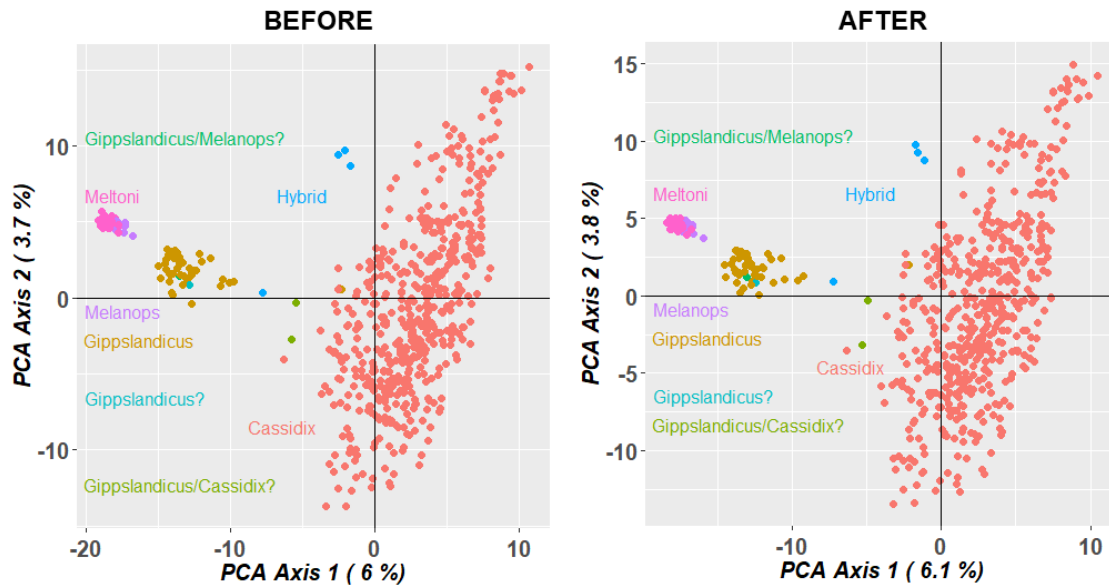 BEFORE
10
0
-10
PCA Axis 2 ( 3.7 %)
Gippslandicus/Melanops?
Meltoni
Hybrid
Melanops
Gippslandicus
Gippslandicus?
Cassidix
Gippslandicus/Cassidix?
-20
-10
0
10
PCA Axis 1 ( 6 %)
AFTER
15
10
5
0
-5
-10
PCA Axis 2 ( 3.8 %)
Gippslandicus/Melanops?
Meltoni
Hybrid
Melanops
Gippslandicus
Cassidix
Gippslandicus?
Gippslandicus/Cassidix?
-10
0
10
PCA Axis 1 ( 6.1 %)